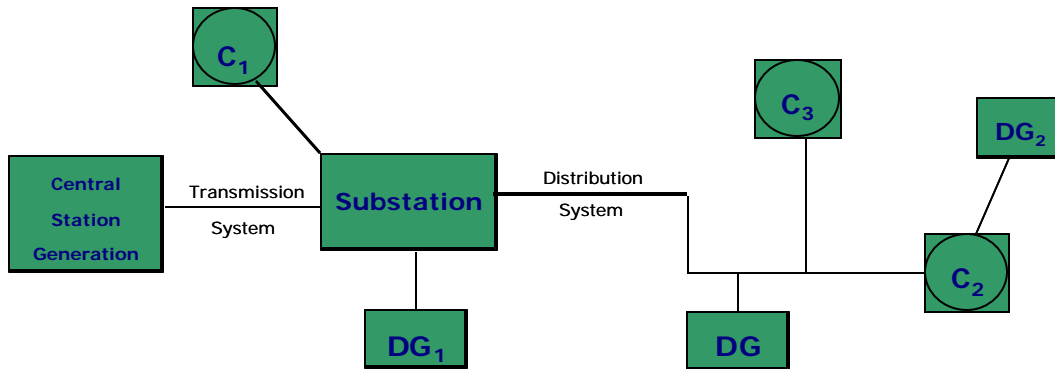 C₁
C₃
DG₂
Central
Station
Generation
Transmission
System
Substation
Distribution
System
C₂
DG₁
DG